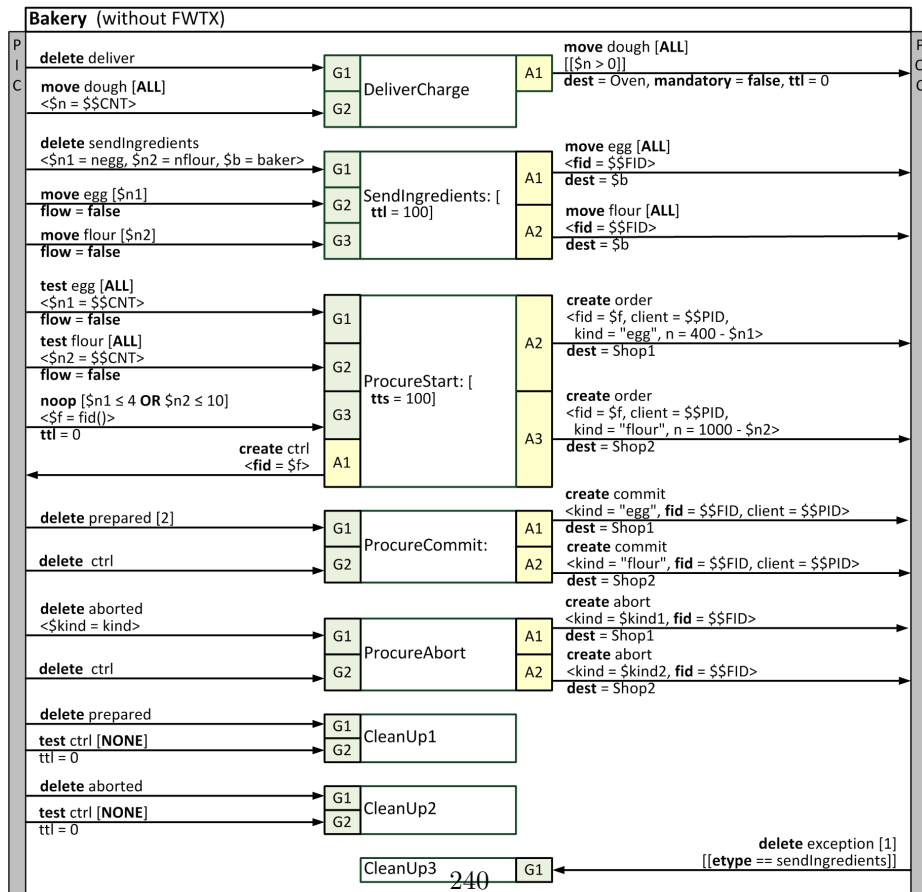 Bakery (without FWTX)
P
I
C
P
O
C
delete deliver
G1
move dough [ALL]
<$n = $$CNT>
G2
DeliverCharge
A1
move dough [ALL]
[[$n > 0]]
dest = Oven, mandatory = false, ttl = 0
delete sendIngredients
<$n1 = negg, $n2 = nflour, $b = baker>
G1
move egg [$n1]
flow = false
G2
move flour [$n2]
flow = false
G3
SendIngredients: [
ttl = 100]
A1
move egg [ALL]
<fid = $$FID>
dest = $b
A2
move flour [ALL]
<fid = $$FID>
dest = $b
test egg [ALL]
<$n1 = $$CNT>
flow = false
G1
test flour [ALL]
<$n2 = $$CNT>
flow = false
G2
noop [$n1 ≤ 4 OR $n2 ≤ 10]
<$f = fid()>
ttl = 0
G3
create ctrl
<fid = $f>
A1
ProcureStart: [
tts = 100]
A2
create order
<fid = $f, client = $$PID,
kind = "egg", n = 400 - $n1>
dest = Shop1
A3
create order
<fid = $f, client = $$PID,
kind = "flour", n = 1000 - $n2>
dest = Shop2
delete prepared [2]
G1
delete ctrl
G2
ProcureCommit:
A1
create commit
<kind = "egg", fid = $$FID, client = $$PID>
dest = Shop1
A2
create commit
<kind = "flour", fid = $$FID, client = $$PID>
dest = Shop2
delete aborted
<$kind = kind>
G1
delete ctrl
G2
ProcureAbort
A1
create abort
<kind = $kind1, fid = $$FID>
dest = Shop1
A2
create abort
<kind = $kind2, fid = $$FID>
dest = Shop2
delete prepared
G1
test ctrl [NONE]
ttl = 0
G2
CleanUp1
delete aborted
G1
test ctrl [NONE]
ttl = 0
G2
CleanUp2
CleanUp3
G1
delete exception [1]
[[etype == sendIngredients]]
240